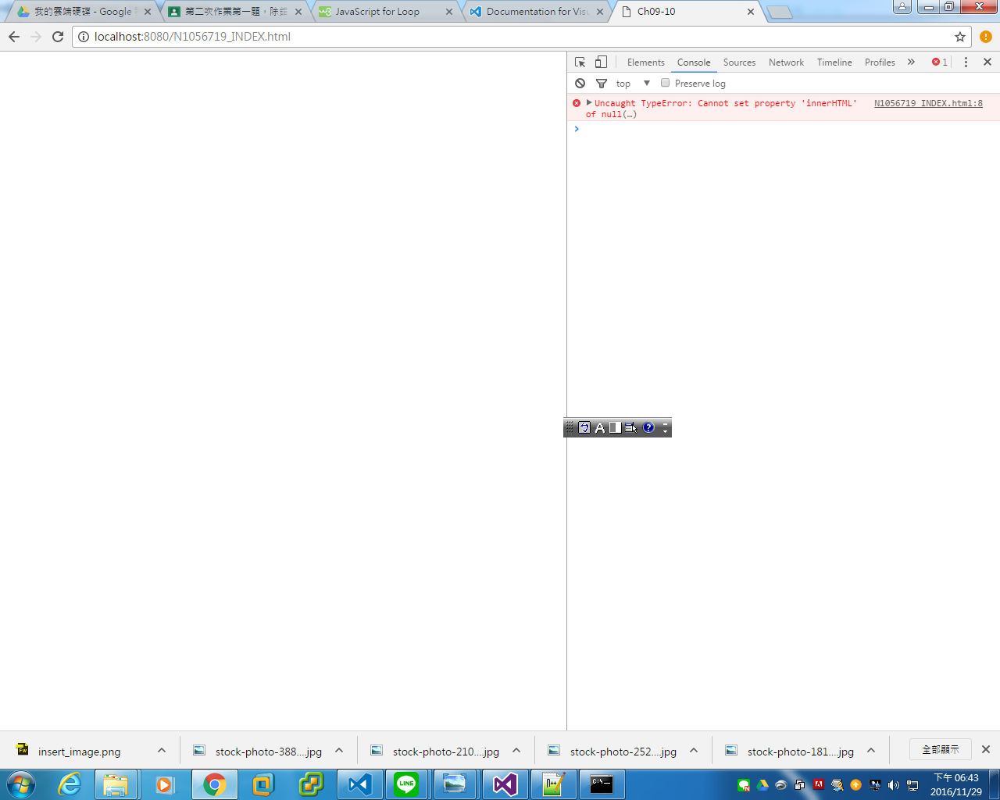 我的雲端硬碟 - Google
第二次作業第一題，除錯
JavaScript for Loop
Documentation for Visu
Ch09-10
localhost:8080/N1056719_INDEX.html
Elements Console Sources Network Timeline Profiles » 1
top Preserve log
Uncaught TypeError: Cannot set property 'innerHTML' N1056719_INDEX.html:8
of null(…)
insert_image.png
stock-photo-388....jpg
stock-photo-210....jpg
stock-photo-252....jpg
stock-photo-181....jpg
全部顯示
下午 06:43
2016/11/29